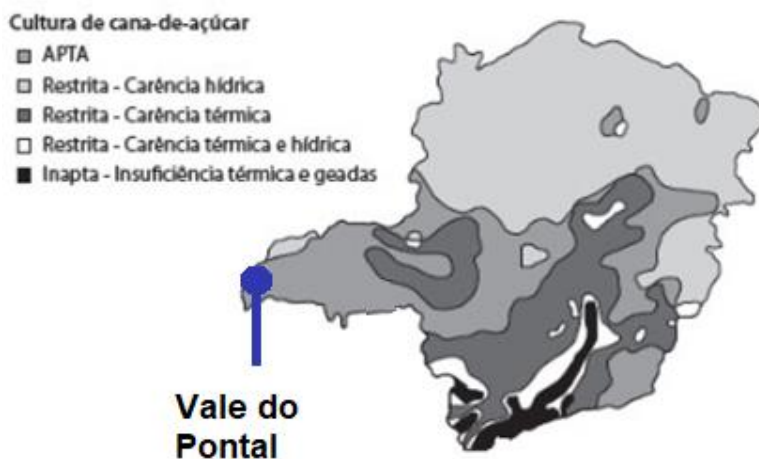 Cultura de cana-de-açúcar
APTA
Restrita - Carência hídrica
Restrita - Carência térmica
Restrita - Carência térmica e hídrica
Inapta - Insuficiência térmica e geadas
Vale do
Pontal